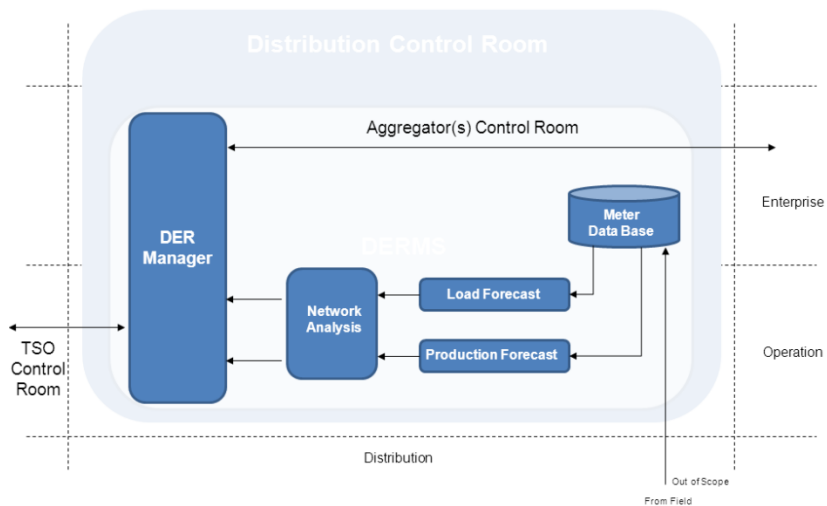 Distribution Control Room
Aggregator(s) Control Room
Meter
Data Base
Enterprise
DER
Manager
DERMS
Load Forecast
Network
Analysis
Production Forecast
TSO
Control
Room
Operation
Distribution
Out of Scope
From Field